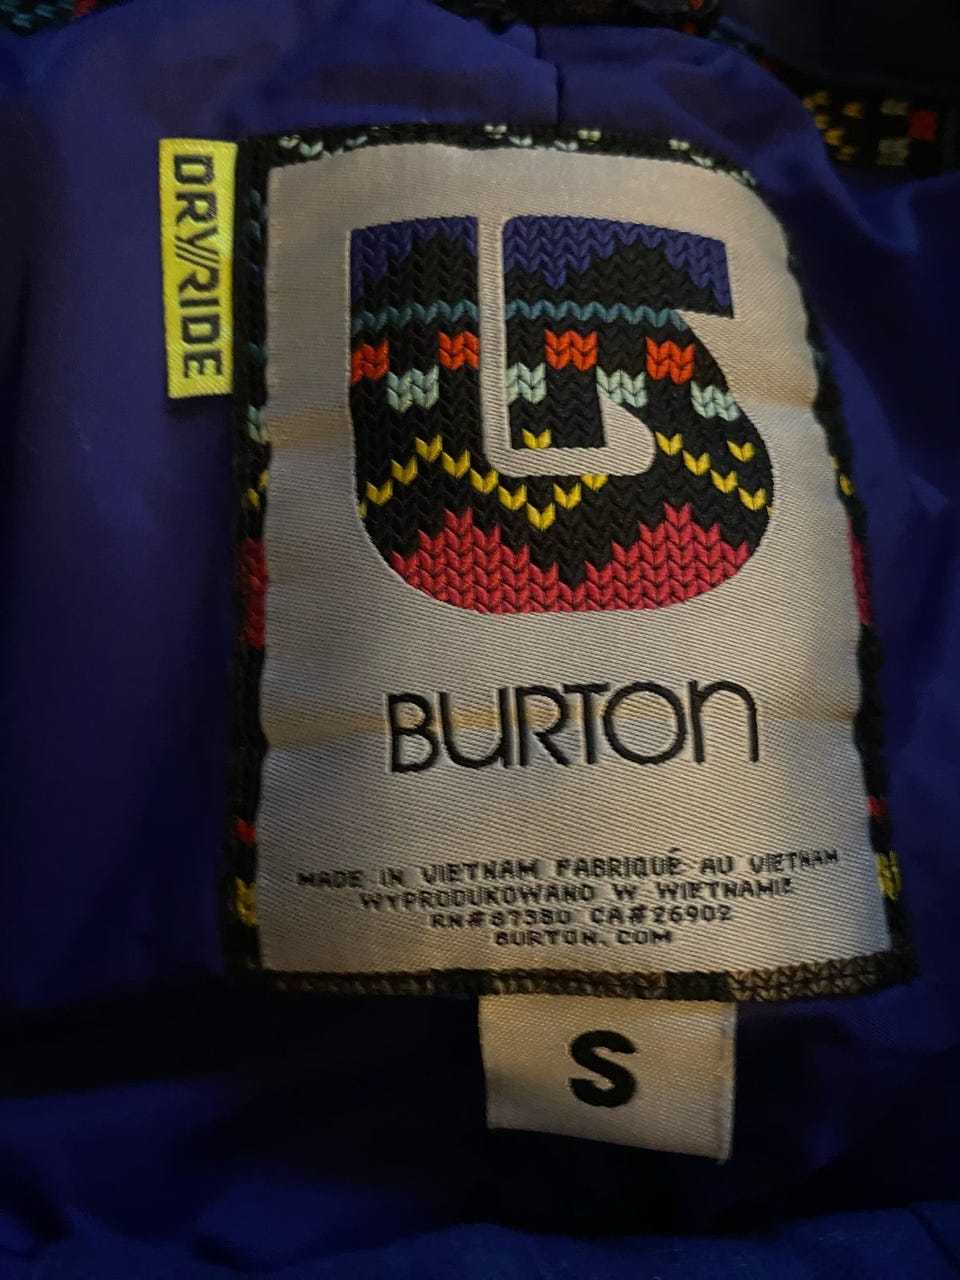 DRY//RIDE
BURTON
MADE IN VIETNAM FABRIQUÉ AU VIETNAM
WYPRODUKOWANO W WIETNAMIE
RN#87380 CA#26902
BURTON.COM
S